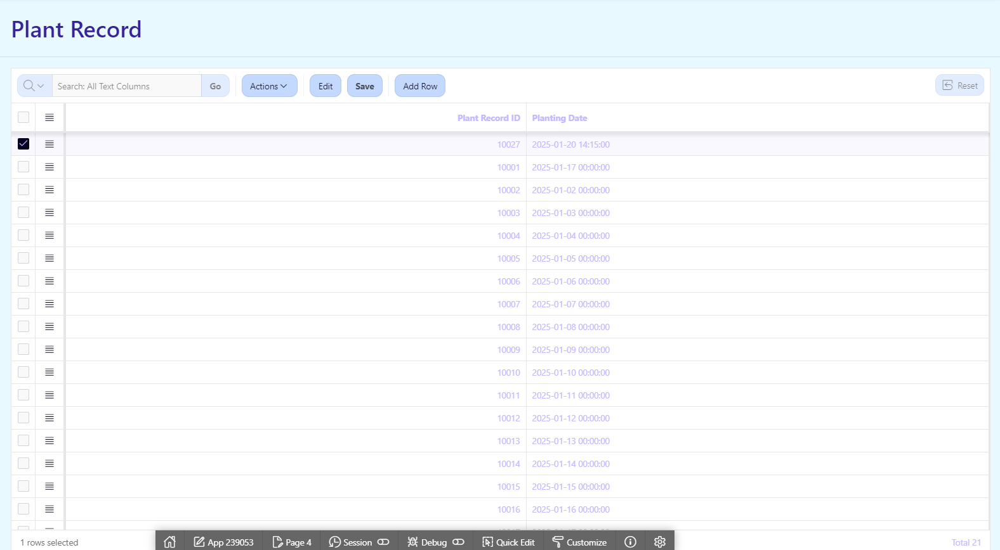 Plant Record
Search: All Text Columns Go Actions Edit Save Add Row Reset
Plant Record ID Planting Date
10027 2025-01-20 14:15:00
10001 2025-01-17 00:00:00
10002 2025-01-02 00:00:00
10003 2025-01-03 00:00:00
10004 2025-01-04 00:00:00
10005 2025-01-05 00:00:00
10006 2025-01-06 00:00:00
10007 2025-01-07 00:00:00
10008 2025-01-08 00:00:00
10009 2025-01-09 00:00:00
10010 2025-01-10 00:00:00
10011 2025-01-11 00:00:00
10012 2025-01-12 00:00:00
10013 2025-01-13 00:00:00
10014 2025-01-14 00:00:00
10015 2025-01-15 00:00:00
10016 2025-01-16 00:00:00
1 rows selected App 239053 Page 4 Session Debug Quick Edit Customize Total 21